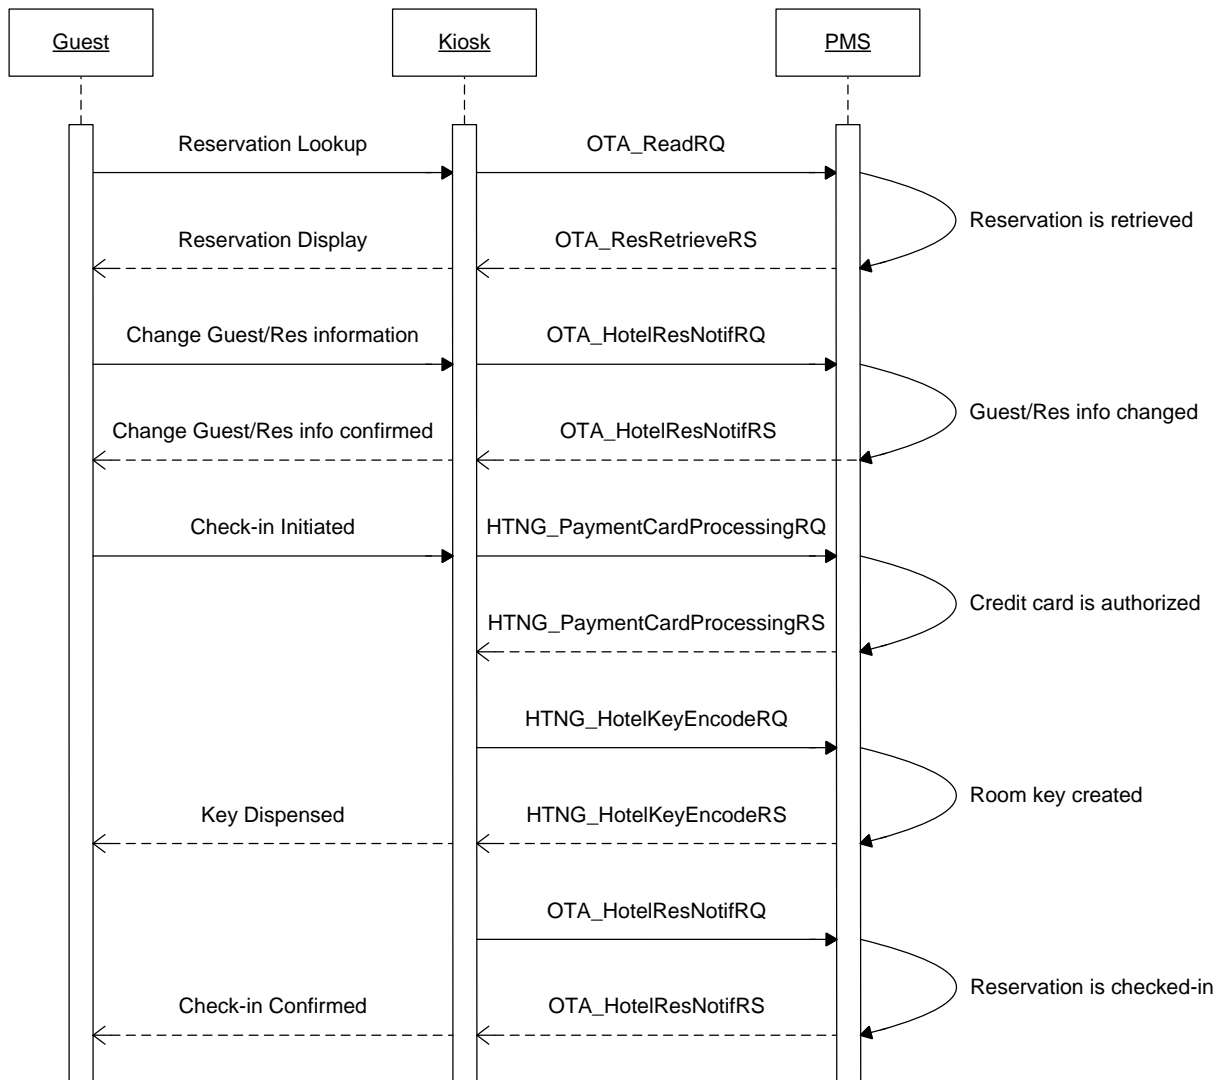 Guest
Kiosk
PMS
Reservation Lookup
OTA_ReadRQ
Reservation is retrieved
Reservation Display
OTA_ResRetrieveRS
Change Guest/Res information
OTA_HotelResNotifRQ
Guest/Res info changed
Change Guest/Res info confirmed
OTA_HotelResNotifRS
Check-in Initiated
HTNG_PaymentCardProcessingRQ
Credit card is authorized
HTNG_PaymentCardProcessingRS
HTNG_HotelKeyEncodeRQ
Room key created
Key Dispensed
HTNG_HotelKeyEncodeRS
OTA_HotelResNotifRQ
Reservation is checked-in
Check-in Confirmed
OTA_HotelResNotifRS